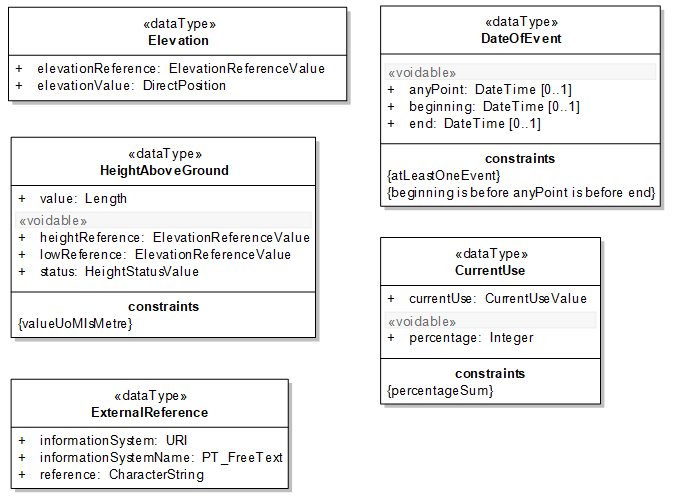 «dataType»
Elevation
+ elevationReference: ElevationReferenceValue
+ elevationValue: DirectPosition
«dataType»
HeightAboveGround
+ value: Length
«voidable»
+ heightReference: ElevationReferenceValue
+ lowReference: ElevationReferenceValue
+ status: HeightStatusValue
constraints
{valueUoMIsMetre}
«dataType»
ExternalReference
+ informationSystem: URI
+ informationSystemName: PT_FreeText
+ reference: CharacterString
«dataType»
DateOfEvent
«voidable»
+ anyPoint: DateTime [0..1]
+ beginning: DateTime [0..1]
+ end: DateTime [0..1]
constraints
{atLeastOneEvent}
{beginning is before anyPoint is before end}
«dataType»
CurrentUse
+ currentUse: CurrentUseValue
«voidable»
+ percentage: Integer
constraints
{percentageSum}